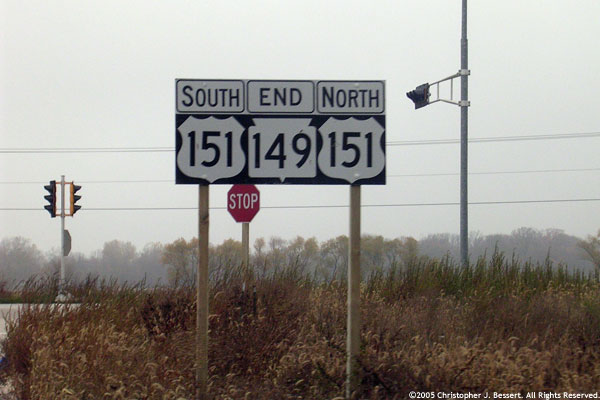 SOUTH END NORTH
151 149 151
STOP
©2005 Christopher J. Bessert. All Rights Reserved.